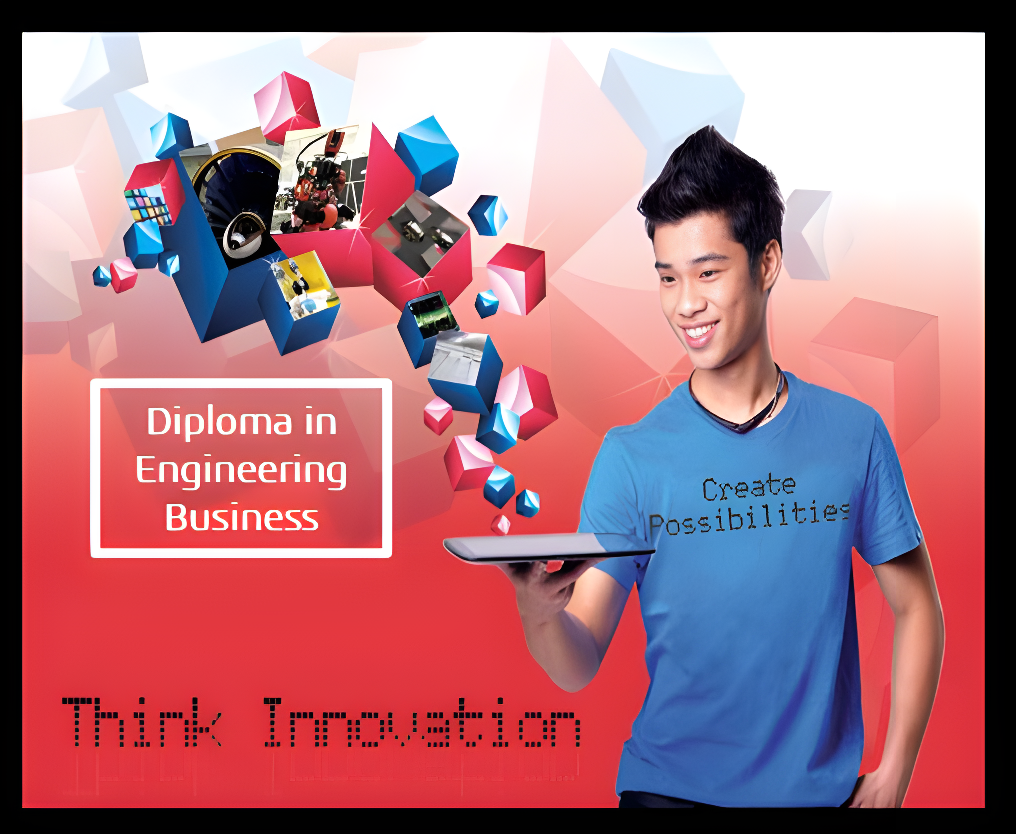 Diploma in
Engineering
Business
Create
Possibilities
Think Innovation